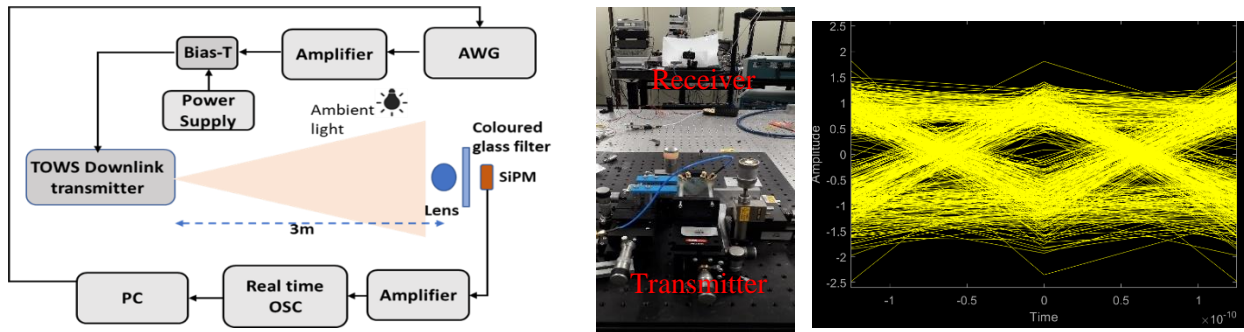 Bias-T
Amplifier
AWG
Power
Supply
Ambient
light
Coloured
glass filter
TOWS Downlink
transmitter
SiPM
Lens
3m
PC
Real time
OSC
Amplifier
Receiver
Transmitter
2.5
2
1.5
1
0.5
0
-0.5
-1
-1.5
-2
-2.5
Amplitude
-1
-0.5
0
0.5
1
×10⁻¹⁰
Time